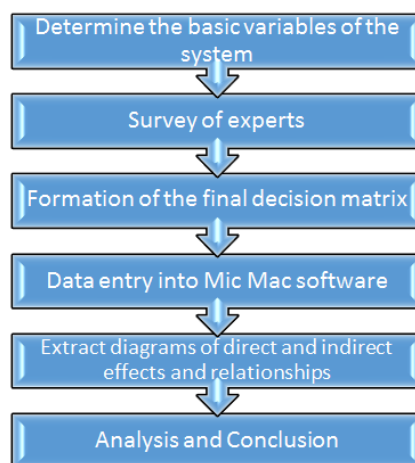 Determine the basic variables of the
system
Survey of experts
Formation of the final decision matrix
Data entry into Mic Mac software
Extract diagrams of direct and indirect
effects and relationships
Analysis and Conclusion